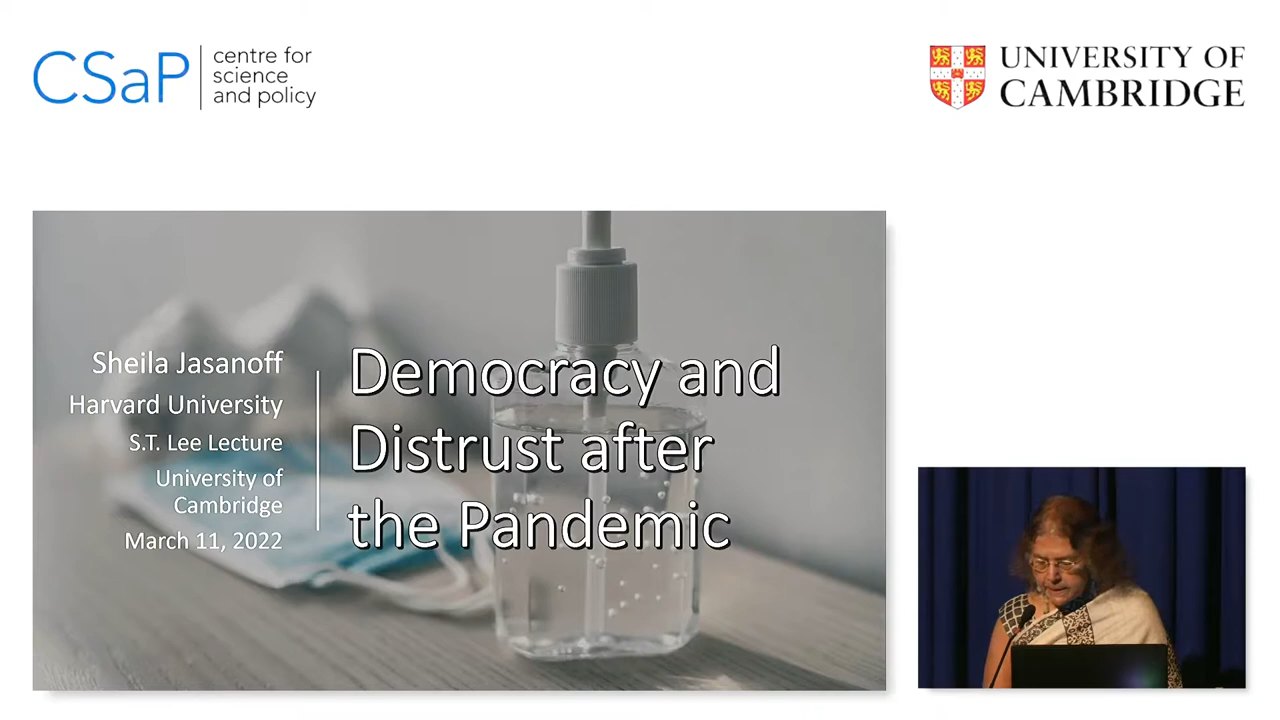 CSaP
centre for
science
and policy
UNIVERSITY OF
CAMBRIDGE
Sheila Jasanoff
Harvard University
S.T. Lee Lecture
University of
Cambridge
March 11, 2022
Democracy and
Distrust after
the Pandemic